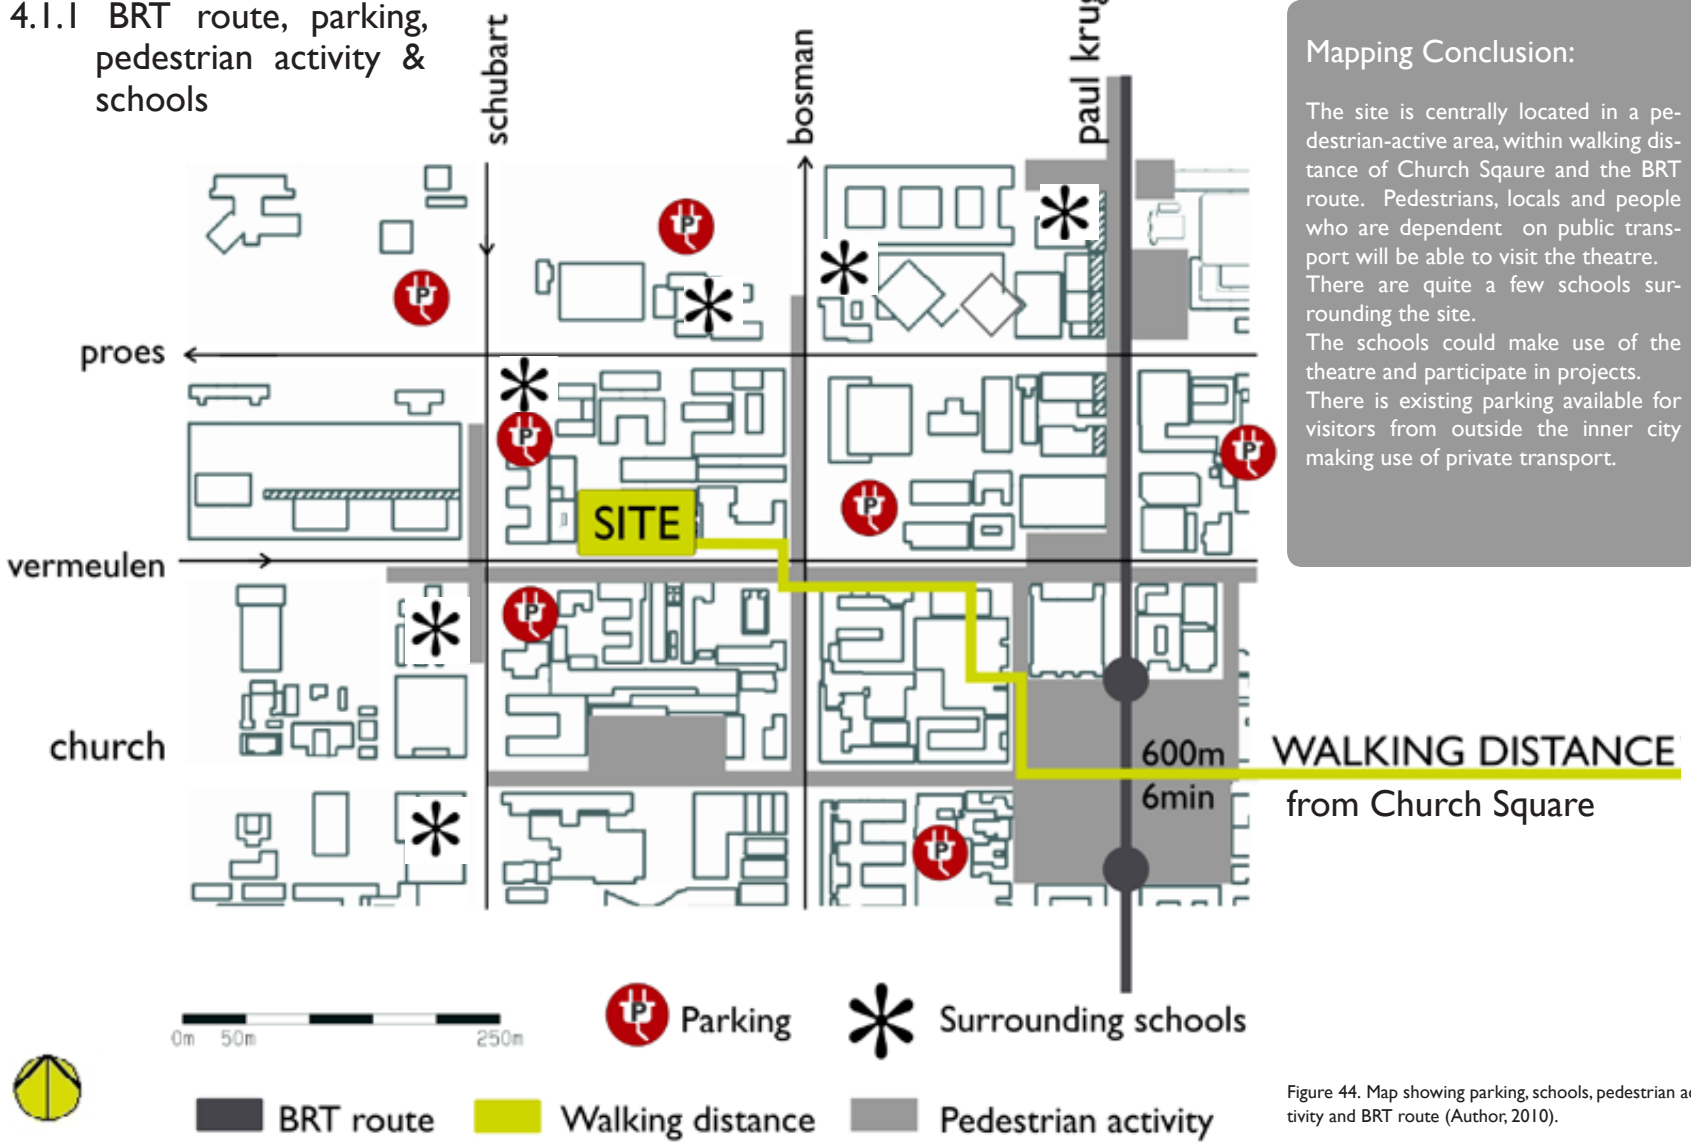 4.1.1 BRT route, parking,
pedestrian activity &
schools
schubart
bosman
paul krug
proes
vermeulen
church
SITE
P
P
P
P
P
P
P
600m
6min
WALKING DISTANCE
from Church Square
Mapping Conclusion:
The site is centrally located in a pe-
destrian-active area, within walking dis-
tance of Church Sqaure and the BRT
route. Pedestrians, locals and people
who are dependent on public trans-
port will be able to visit the theatre.
There are quite a few schools sur-
rounding the site.
The schools could make use of the
theatre and participate in projects.
There is existing parking available for
visitors from outside the inner city
making use of private transport.
0m 50m 250m
P Parking
Surrounding schools
BRT route
Walking distance
Pedestrian activity
Figure 44. Map showing parking, schools, pedestrian ac
tivity and BRT route (Author, 2010).